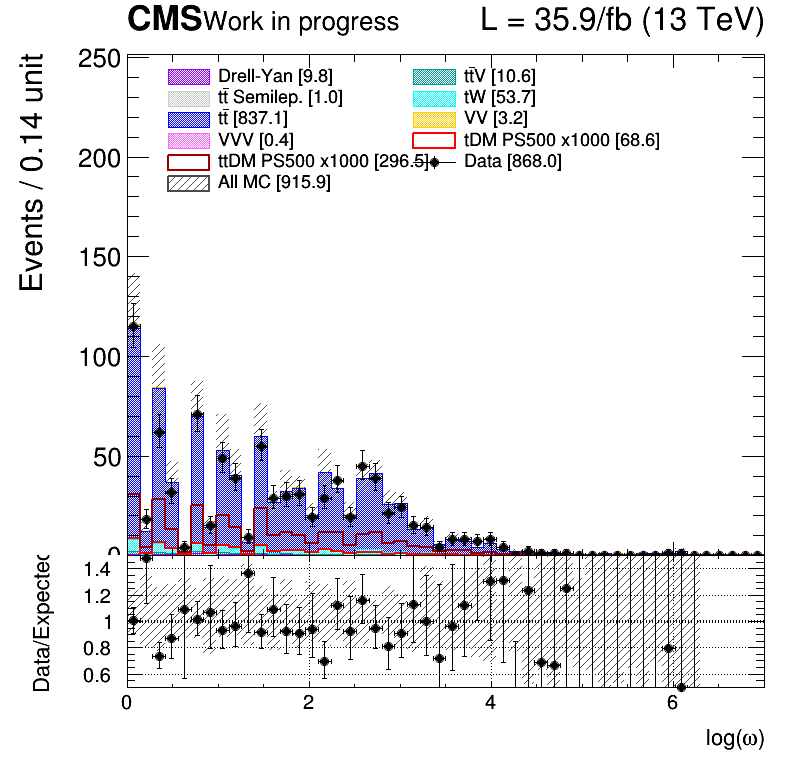 CMS Work in progress L = 35.9/fb (13 TeV)
Events / 0.14 unit
250
200
150
100
50
0
Drell-Yan [9.8]
tt̄ Semilep. [1.0]
tt̄ [837.1]
VVV [0.4]
ttDM PS500 x1000 [296.5]
All MC [915.9]
tt̄V [10.6]
tW [53.7]
VV [3.2]
tDM PS500 x1000 [68.6]
Data [868.0]
Data/Expected
1.4
1.2
1
0.8
0.6
0 2 4 6
log(ω)